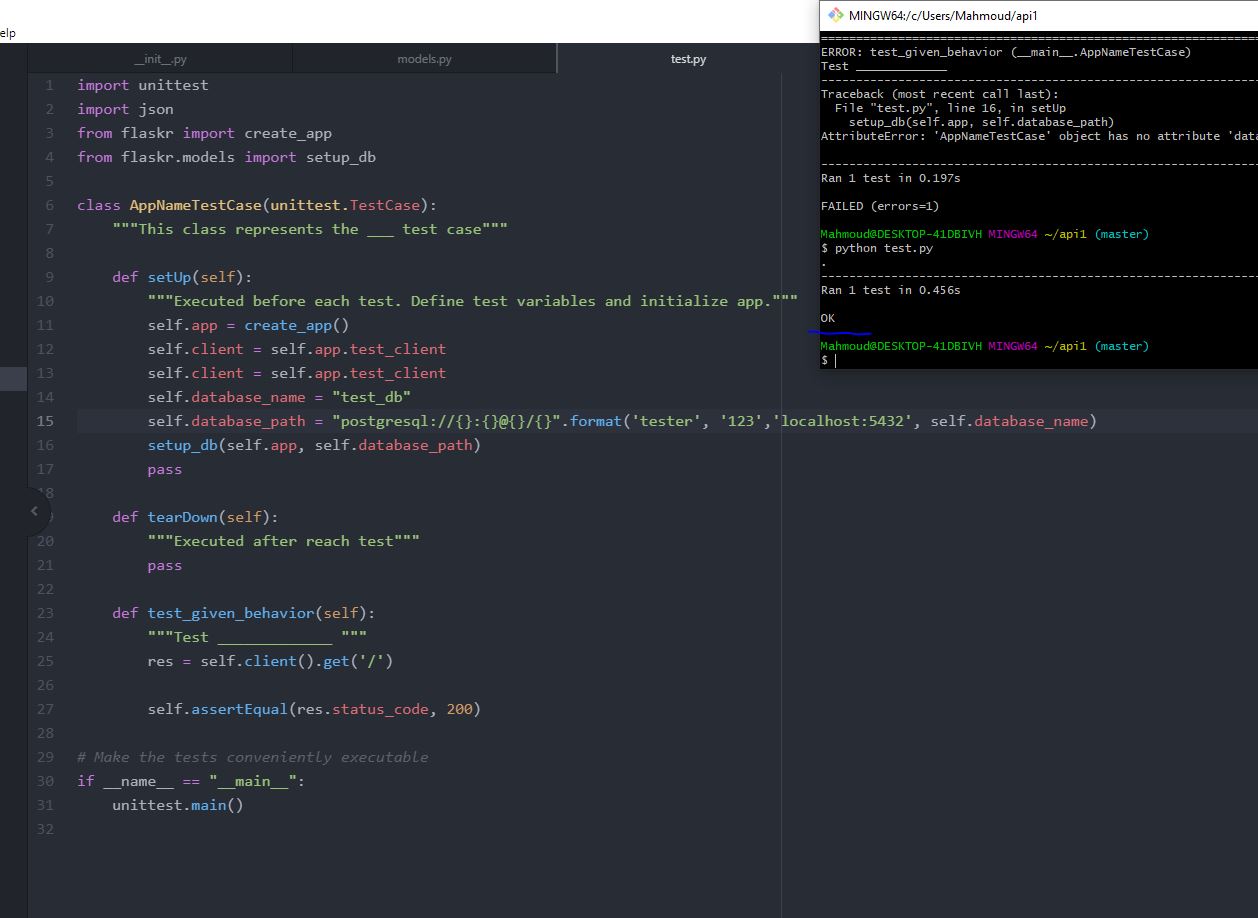 elp
__init__.py
models.py
test.py
1 import unittest
2 import json
3 from flaskr import create_app
4 from flaskr.models import setup_db
5
6 class AppNameTestCase(unittest.TestCase):
7 """This class represents the ___ test case"""
8
9 def setUp(self):
10 """Executed before each test. Define test variables and initialize app."""
11 self.app = create_app()
12 self.client = self.app.test_client
13 self.client = self.app.test_client
14 self.database_name = "test_db"
15 self.database_path = "postgresql://{}:{}@{}/{}".format('tester', '123','localhost:5432', self.database_name)
16 setup_db(self.app, self.database_path)
17 pass
18
9 def tearDown(self):
20 """Executed after reach test"""
21 pass
22
23 def test_given_behavior(self):
24 """Test _____________ """
25 res = self.client().get('/')
26
27 self.assertEqual(res.status_code, 200)
28
29 # Make the tests conveniently executable
30 if __name__ == "__main__":
31 unittest.main()
32
MINGW64:/c/Users/Mahmoud/api1
======================================================================
ERROR: test_given_behavior (__main__.AppNameTestCase)
Test _____________
----------------------------------------------------------------------
Traceback (most recent call last):
File "test.py", line 16, in setUp
setup_db(self.app, self.database_path)
AttributeError: 'AppNameTestCase' object has no attribute 'data
----------------------------------------------------------------------
Ran 1 test in 0.197s
FAILED (errors=1)
Mahmoud@DESKTOP-41DBIVH MINGW64 ~/api1 (master)
$ python test.py
.
----------------------------------------------------------------------
Ran 1 test in 0.456s
OK
Mahmoud@DESKTOP-41DBIVH MINGW64 ~/api1 (master)
$